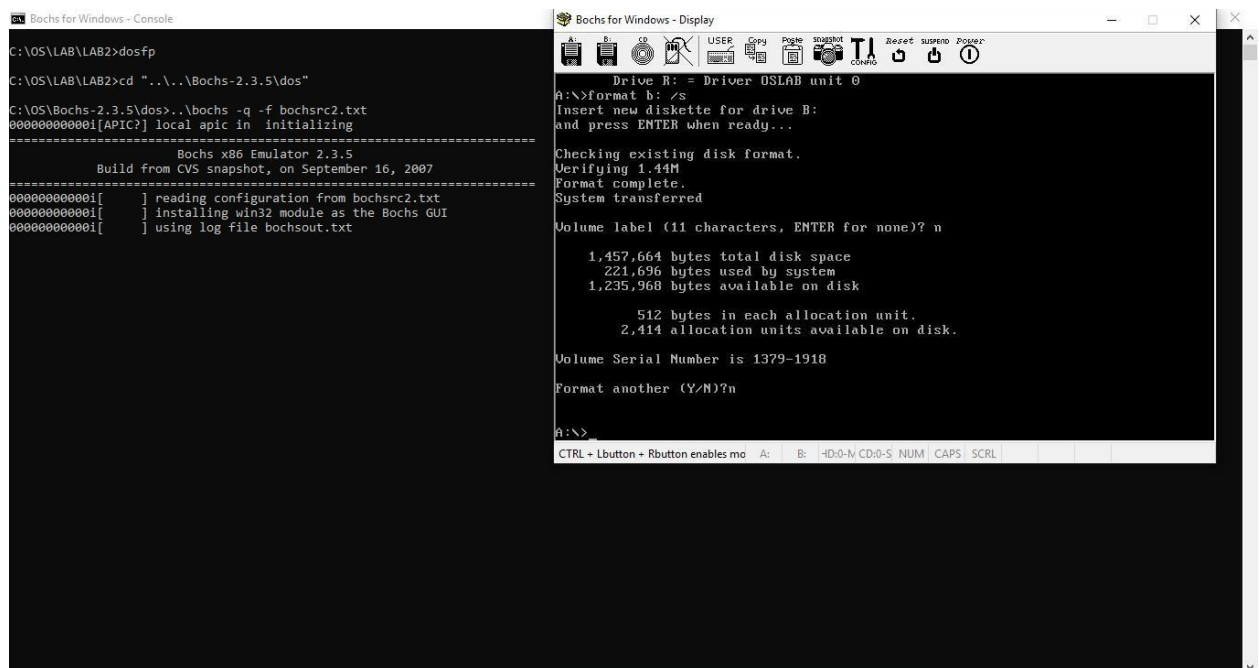 Bochs for Windows - Console
C:\OS\LAB\LAB2>dosfp
C:\OS\LAB\LAB2>cd "..\..\Bochs-2.3.5\dos"
C:\OS\Bochs-2.3.5\dos>..\bochs -q -f bochsrc2.txt
00000000000i[APIC?] local apic in  initializing
========================================================================
Bochs x86 Emulator 2.3.5
Build from CVS snapshot, on September 16, 2007
========================================================================
00000000000i[     ] reading configuration from bochsrc2.txt
00000000000i[     ] installing win32 module as the Bochs GUI
00000000000i[     ] using log file bochsout.txt
Bochs for Windows - Display
A: B: CD USER Copy Paste snapshot CONFIG Reset SUSPEND Power
Drive R: = Driver OSLAB unit 0
A:\>format b: /s
Insert new diskette for drive B:
and press ENTER when ready...
Checking existing disk format.
Verifying 1.44M
Format complete.
System transferred
Volume label (11 characters, ENTER for none)? n
1,457,664 bytes total disk space
221,696 bytes used by system
1,235,968 bytes available on disk
512 bytes in each allocation unit.
2,414 allocation units available on disk.
Volume Serial Number is 1379-1918
Format another (Y/N)?n
A:\>_
CTRL + Lbutton + Rbutton enables mo A: B: HD:0-M CD:0-S NUM CAPS SCRL